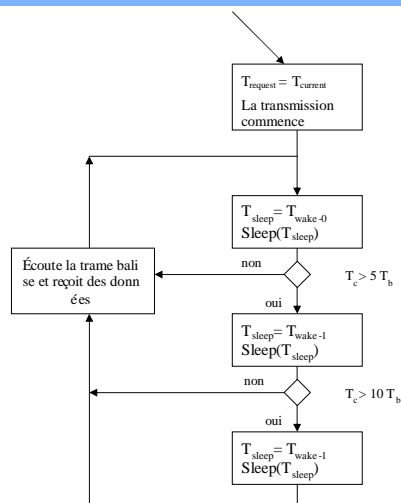 T_request = T_current
La transmission
commence
T_sleep = T_wake-0
Sleep(T_sleep)
Écoute la trame bali
se et reçoit des donn
ées
non
T_c > 5 T_b
oui
T_sleep = T_wake-1
Sleep(T_sleep)
non
T_c > 10 T_b
oui
T_sleep = T_wake-1
Sleep(T_sleep)